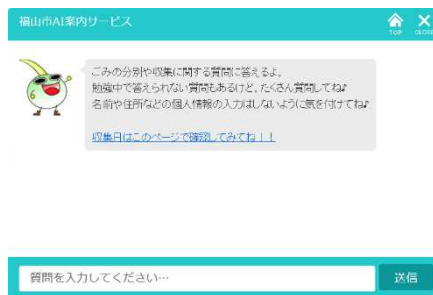 福山市AI案内サービス
TOP
CLOSE
ごみの分別や収集に関する質問に答えるよ。
勉強中で答えられない質問もあるけど、たくさん質問してね♪
名前や住所などの個人情報の入力はしないように気を付けてね♪
収集日はこのページで確認してみてね！！
質問を入力してください…
送信